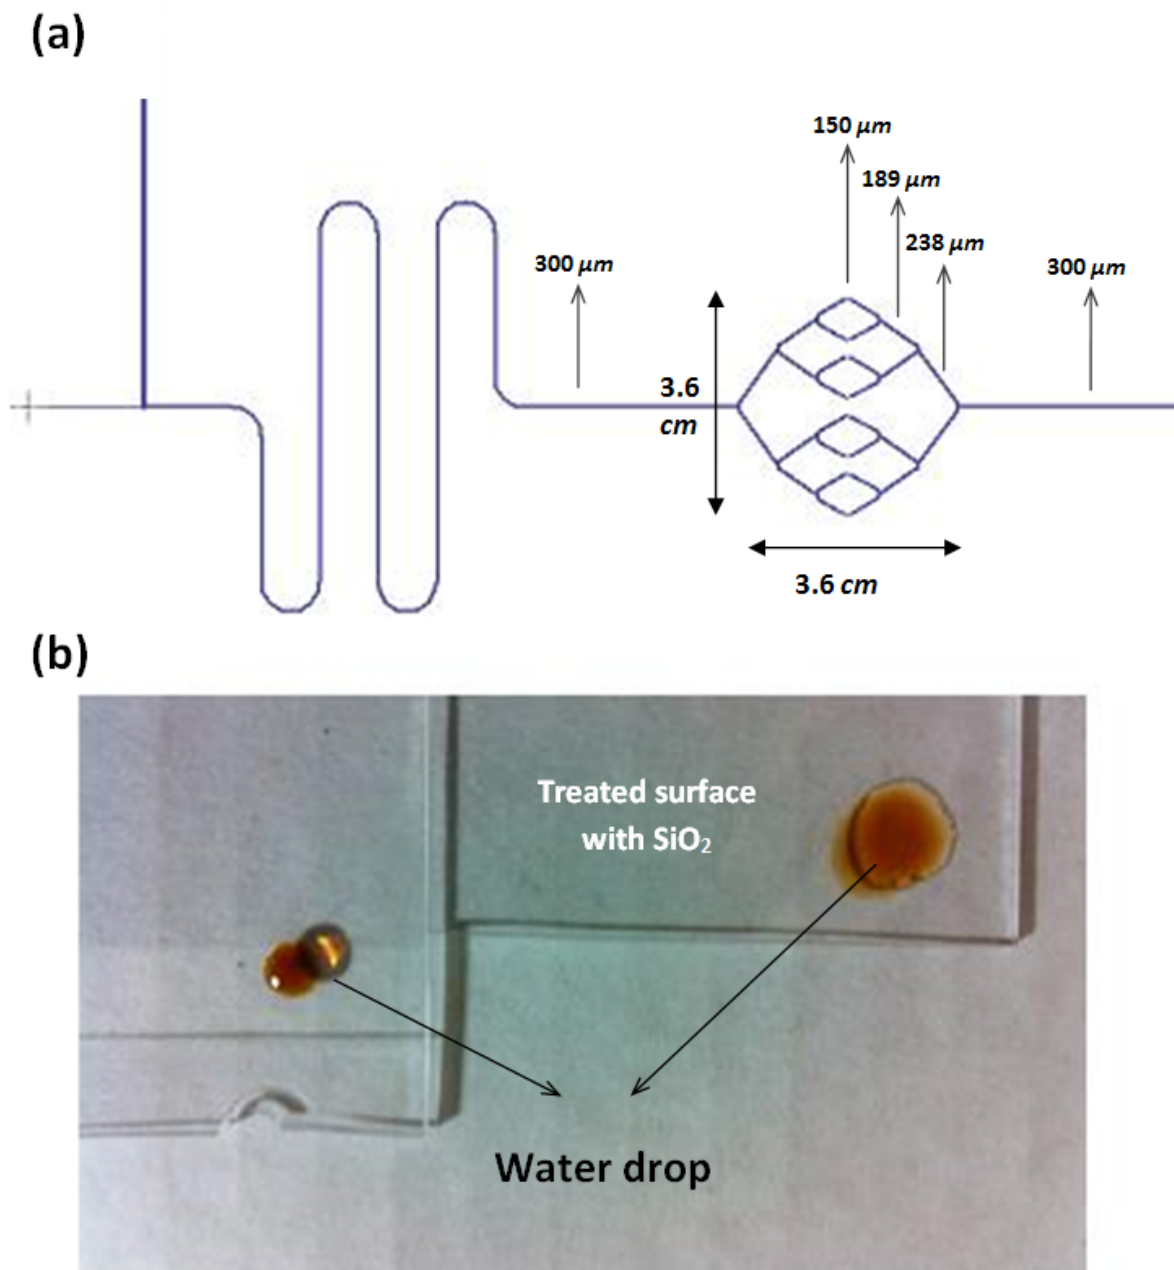 (a)
150 μm
189 μm
238 μm
300 μm
300 μm
3.6
cm
3.6 cm
(b)
Treated surface
with SiO₂
Water drop